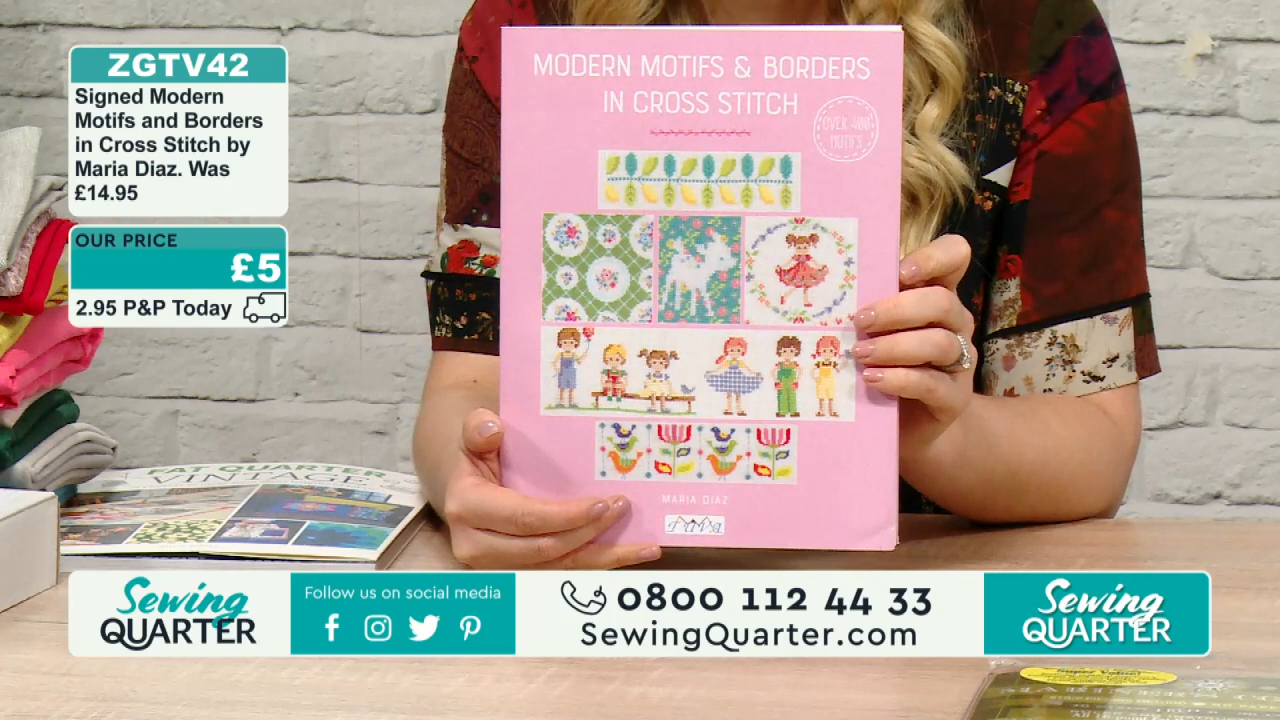 ZGTV42
Signed Modern
Motifs and Borders
in Cross Stitch by
Maria Diaz. Was
£14.95
OUR PRICE
£5
2.95 P&P Today
MODERN MOTIFS & BORDERS
IN CROSS STITCH
OVER 400
MOTIFS
MARIA DIAZ
FAT QUARTER
VINTAGE
Sewing
QUARTER
Follow us on social media
0800 112 44 33
SewingQuarter.com
Sewing
QUARTER
Super Value!